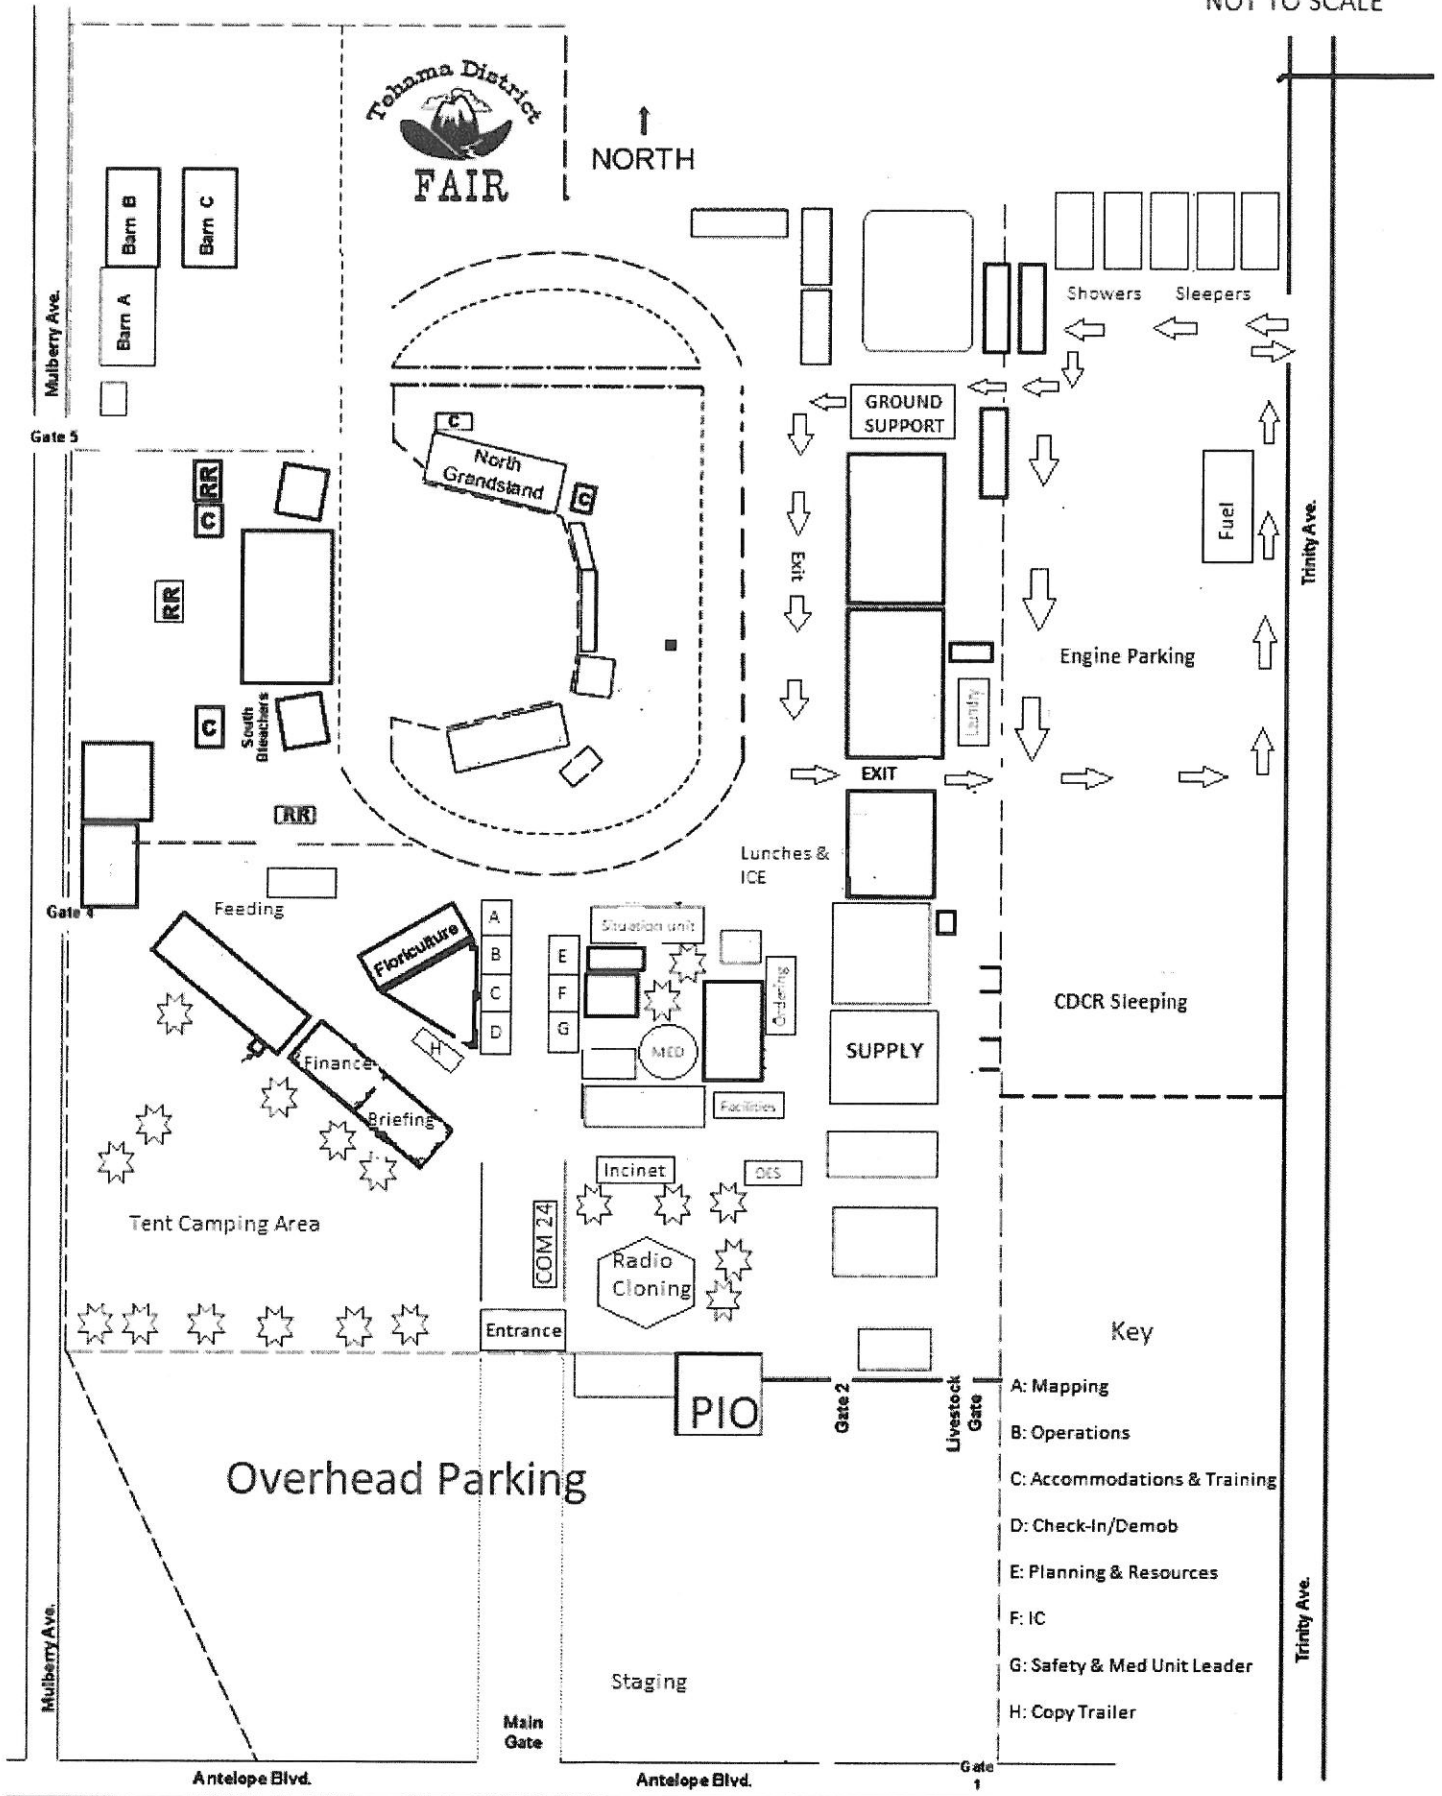 NOT TO SCALE
Tehama District
FAIR
NORTH
Barn B
Barn C
Barn A
Mulberry Ave.
Gate 5
Showers
Sleepers
GROUND
SUPPORT
C
North
Grandstand
C
RR
C
RR
C
South
Bleachers
RR
Exit
Fuel
Trinity Ave.
Engine Parking
Laundry
EXIT
Lunches &
ICE
Gate 4
Feeding
Floriculture
A
B
C
D
E
F
G
H
Situation unit
Ordering
MED
Facilities
SUPPLY
CDCR Sleeping
Finance
Briefing
Tent Camping Area
Incinet
OES
COM 24
Radio
Cloning
Entrance
PIO
Gate 2
Livestock
Gate
Overhead Parking
Key
A: Mapping
B: Operations
C: Accommodations & Training
D: Check-In/Demob
E: Planning & Resources
F: IC
G: Safety & Med Unit Leader
H: Copy Trailer
Mulberry Ave.
Staging
Main
Gate
Trinity Ave.
Antelope Blvd.
Antelope Blvd.
Gate
1